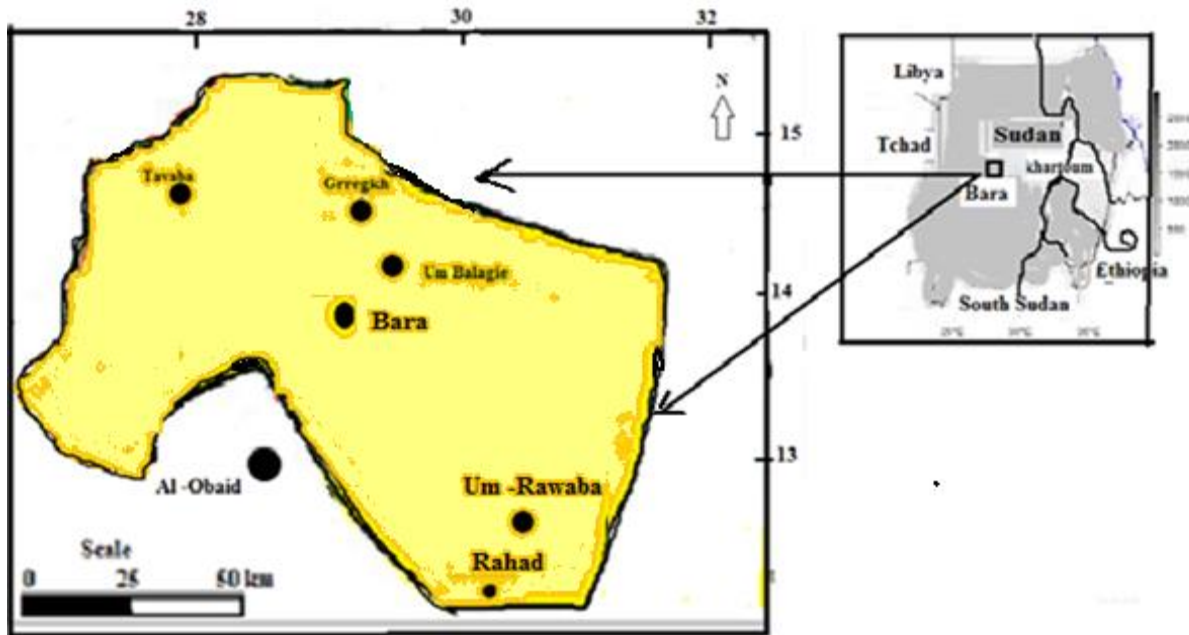 28 30 32
N
15
Tavaba
Grregkh
Um Balagie
14
Bara
13
Al -Obaid
Um -Rawaba
Rahad
Scale
0 25 50 km
Libya
Tchad
Sudan
khartoum
Bara
Ethiopia
South Sudan